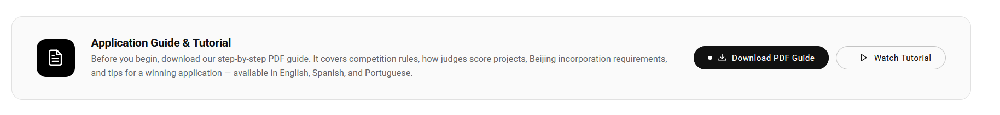 Application Guide & Tutorial
Before you begin, download our step-by-step PDF guide. It covers competition rules, how judges score projects, Beijing incorporation requirements,
and tips for a winning application — available in English, Spanish, and Portuguese.
Download PDF Guide
Watch Tutorial